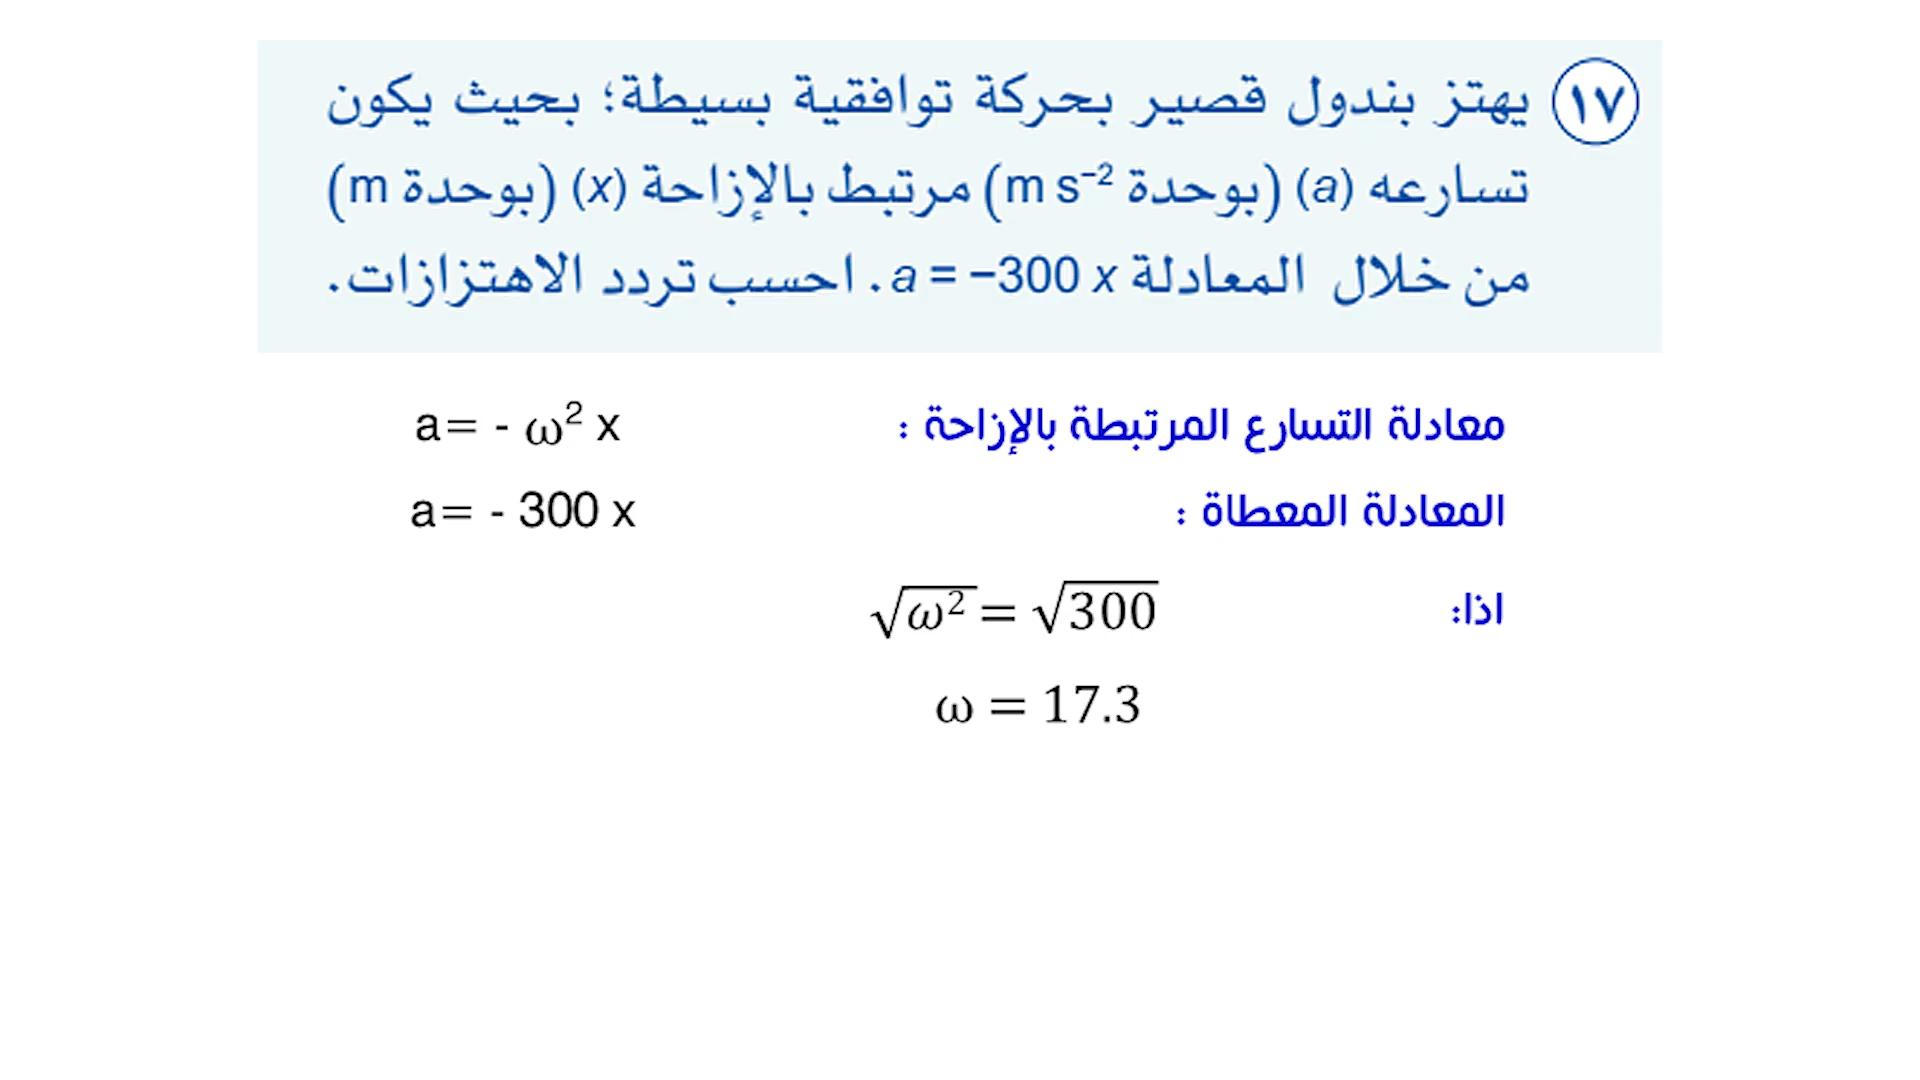 ١٧ يهتز بندول قصير بحركة توافقية بسيطة؛ بحيث يكون
تسارعه (a) (بوحدة m s⁻²) مرتبط بالإزاحة (x) (بوحدة m)
من خلال المعادلة a = −300 x. احسب تردد الاهتزازات.
معادلة التسارع المرتبطة بالإزاحة : a= - ω² x
المعادلة المعطاة : a= - 300 x
اذا: √ω² = √300
ω = 17.3